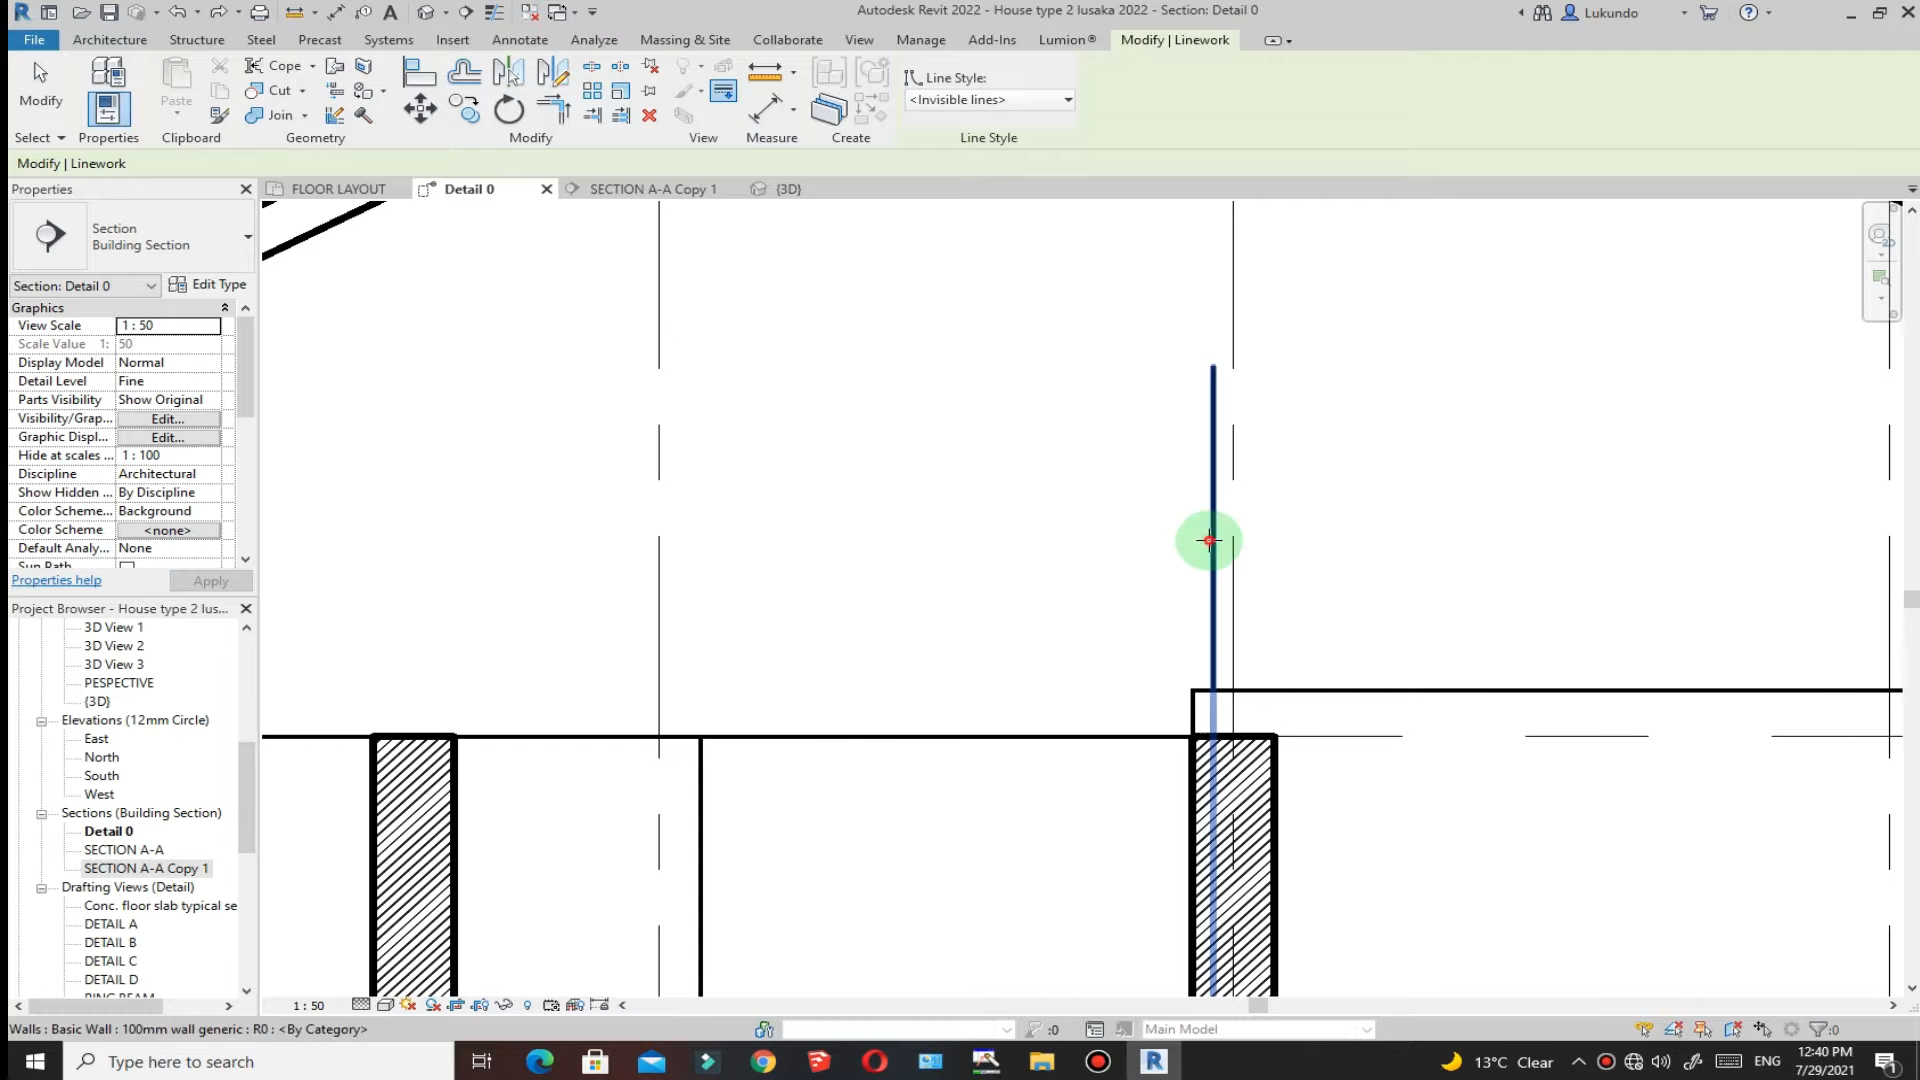 Autodesk Revit 2022 - House type 2 lusaka 2022 - Section: Detail 0
Lukundo
File Architecture Structure Steel Precast Systems Insert Annotate Analyze Massing & Site Collaborate View Manage Add-Ins Lumion® Modify | Linework
Modify
Paste
Cope
Cut
Join
Line Style:
<Invisible lines>
Select Properties Clipboard Geometry Modify View Measure Create Line Style
Modify | Linework
Properties
FLOOR LAYOUT
Detail 0
SECTION A-A Copy 1
{3D}
Section
Building Section
Section: Detail 0
Edit Type
Graphics
View Scale 1 : 50
Scale Value 1: 50
Display Model Normal
Detail Level Fine
Parts Visibility Show Original
Visibility/Grap... Edit...
Graphic Displ... Edit...
Hide at scales ... 1 : 100
Discipline Architectural
Show Hidden ... By Discipline
Color Scheme... Background
Color Scheme <none>
Default Analy... None
Sun Path
Properties help
Apply
Project Browser - House type 2 lus...
3D View 1
3D View 2
3D View 3
PESPECTIVE
{3D}
Elevations (12mm Circle)
East
North
South
West
Sections (Building Section)
Detail 0
SECTION A-A
SECTION A-A Copy 1
Drafting Views (Detail)
Conc. floor slab typical se
DETAIL A
DETAIL B
DETAIL C
DETAIL D
RING BEAM
1 : 50
Walls : Basic Wall : 100mm wall generic : R0 : <By Category>
:0
Main Model
:0
Type here to search
13°C Clear
ENG
12:40 PM
7/29/2021
1